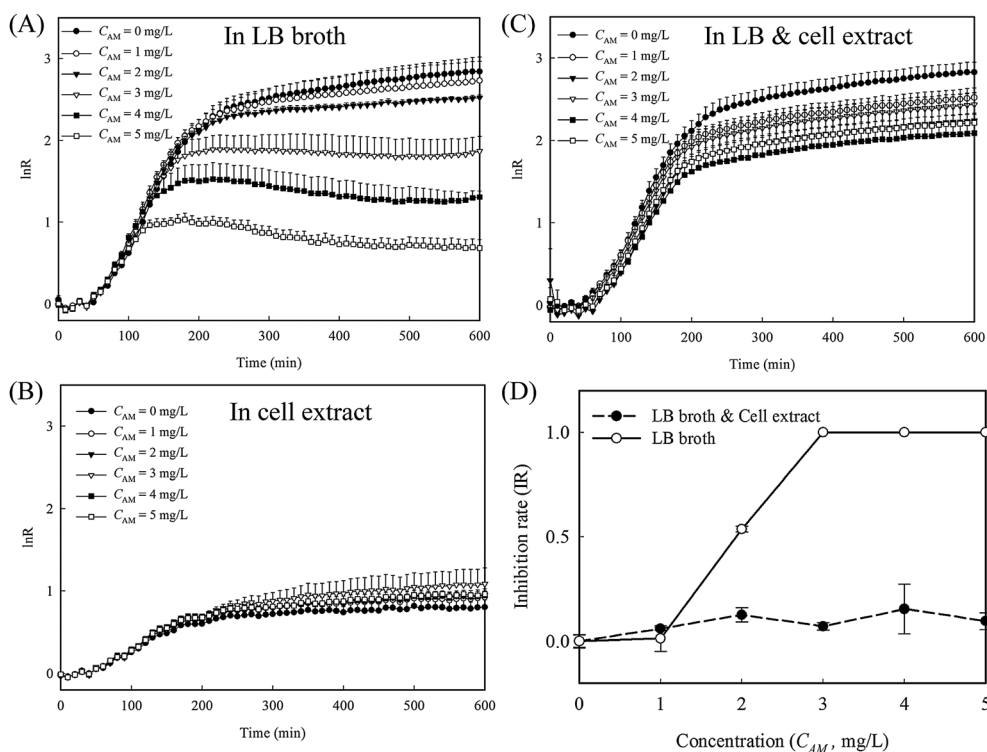 (A)
In LB broth
C_AM = 0 mg/L
C_AM = 1 mg/L
C_AM = 2 mg/L
C_AM = 3 mg/L
C_AM = 4 mg/L
C_AM = 5 mg/L
lnR
3
2
1
0
0 100 200 300 400 500 600
Time (min)
(C)
In LB & cell extract
C_AM = 0 mg/L
C_AM = 1 mg/L
C_AM = 2 mg/L
C_AM = 3 mg/L
C_AM = 4 mg/L
C_AM = 5 mg/L
lnR
3
2
1
0
0 100 200 300 400 500 600
Time (min)
(B)
In cell extract
C_AM = 0 mg/L
C_AM = 1 mg/L
C_AM = 2 mg/L
C_AM = 3 mg/L
C_AM = 4 mg/L
C_AM = 5 mg/L
lnR
3
2
1
0
0 100 200 300 400 500 600
Time (min)
(D)
LB broth & Cell extract
LB broth
Inhibition rate (IR)
1.0
0.5
0.0
0 1 2 3 4 5
Concentration (C_AM, mg/L)